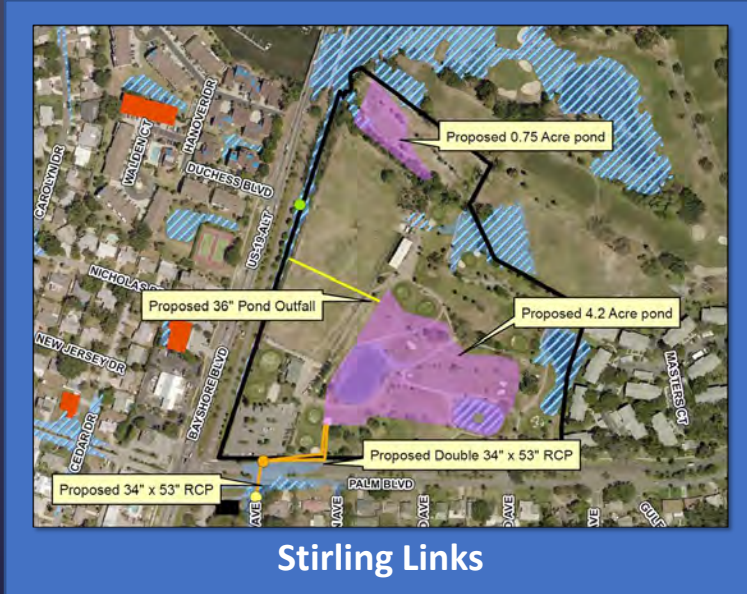 CAROLYN DR
WALDEN CT
HANOVER DR
DUCHESS BLVD
US-19-ALT
Proposed 0.75 Acre pond
NICHOLAS
Proposed 36" Pond Outfall
Proposed 4.2 Acre pond
NEW JERSEY DR
BAYSHORE BLVD
MASTERS CT
CEDAR DR
Proposed Double 34" x 53" RCP
Proposed 34" x 53" RCP
PALM BLVD
AVE
N AVE
D AVE
AVE
Stirling Links